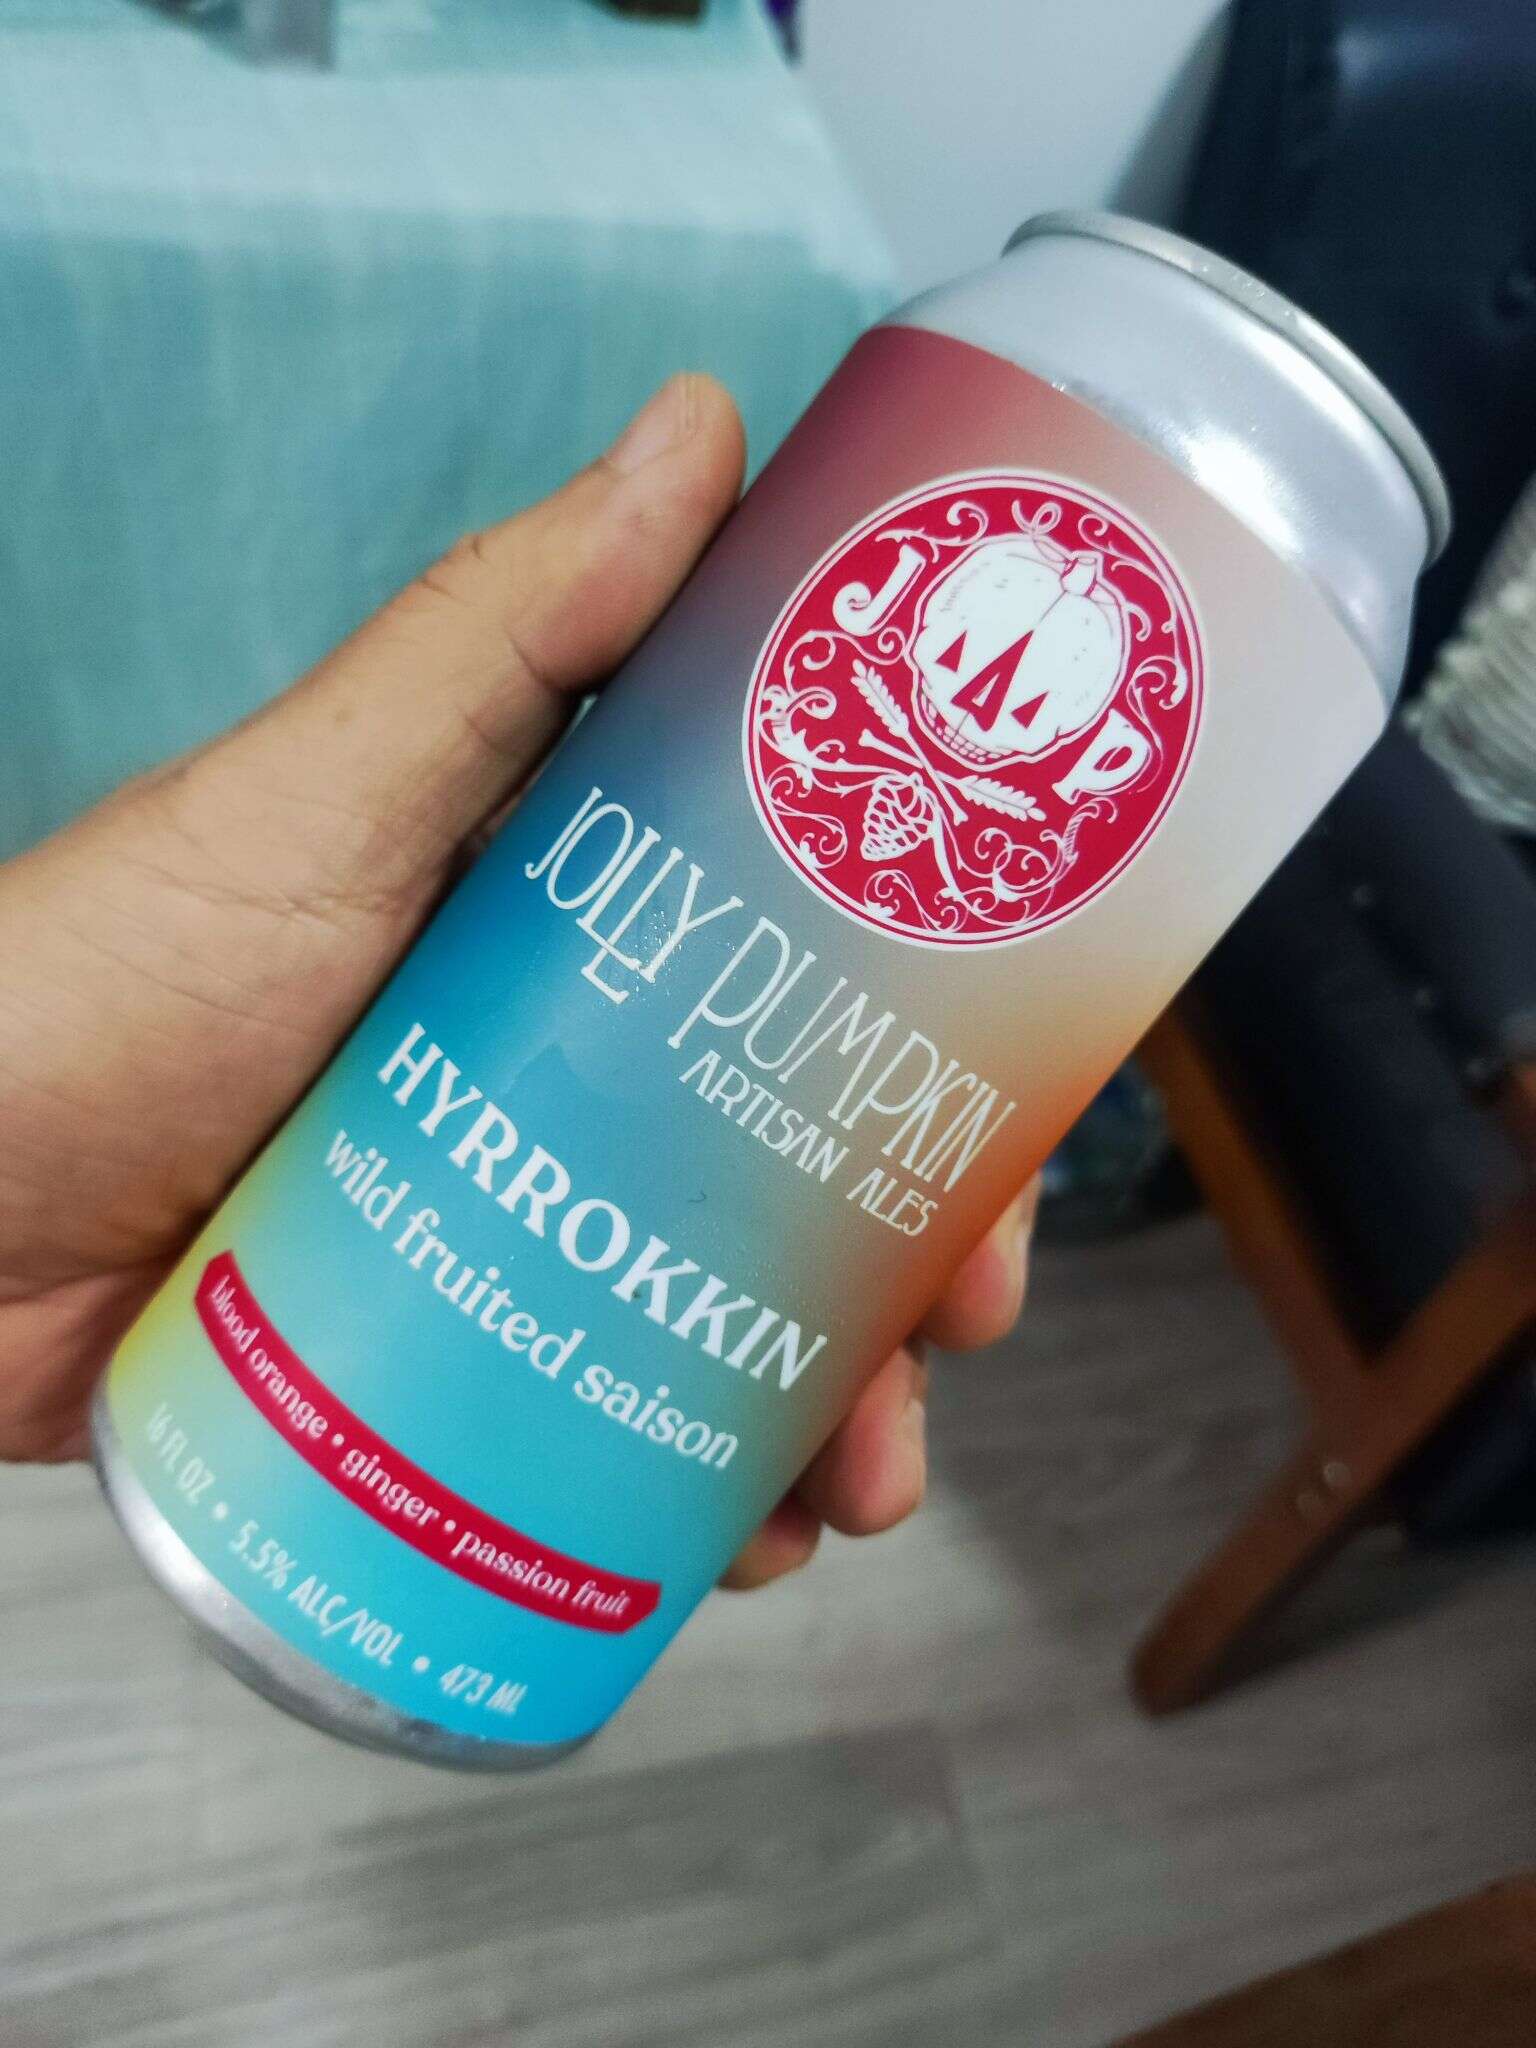 J P
JOLLY PUMPKIN
ARTISAN ALES
HYRROKKIN
wild fruited saison
blood orange • ginger • passion fruit
16 FL OZ • 5.5% ALC/VOL • 473 ML